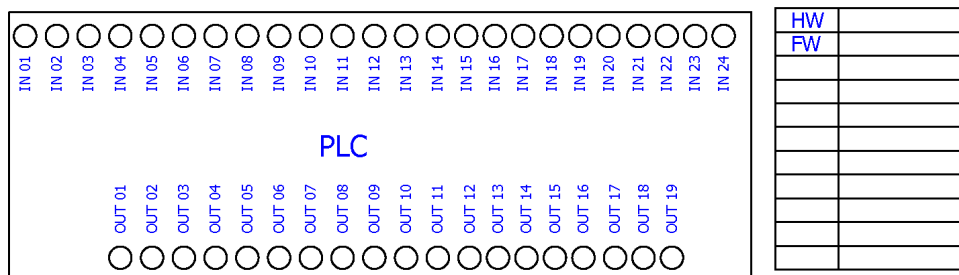 IN 01 IN 02 IN 03 IN 04 IN 05 IN 06 IN 07 IN 08 IN 09 IN 10 IN 11 IN 12 IN 13 IN 14 IN 15 IN 16 IN 17 IN 18 IN 19 IN 20 IN 21 IN 22 IN 23 IN 24
PLC
OUT 01 OUT 02 OUT 03 OUT 04 OUT 05 OUT 06 OUT 07 OUT 08 OUT 09 OUT 10 OUT 11 OUT 12 OUT 13 OUT 14 OUT 15 OUT 16 OUT 17 OUT 18 OUT 19
HW
FW